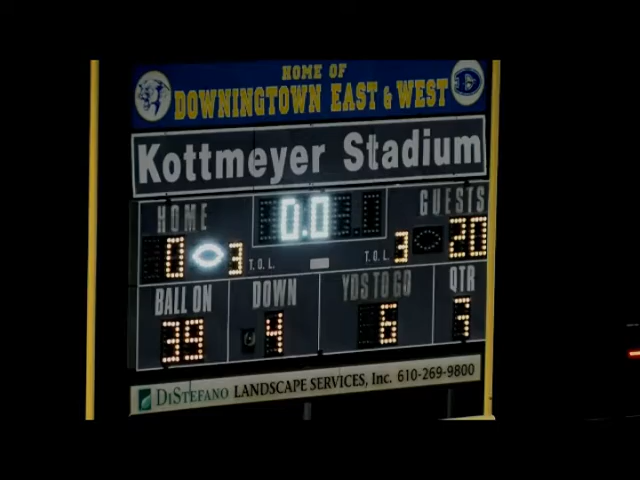 HOME OF
DOWNINGTOWN EAST & WEST
Kottmeyer Stadium
HOME 0.0 GUESTS
0 3 T.O.L. T.O.L. 3 20
BALL ON DOWN YDS TO GO QTR
39 4 6
DiSTEFANO LANDSCAPE SERVICES, Inc. 610-269-9800